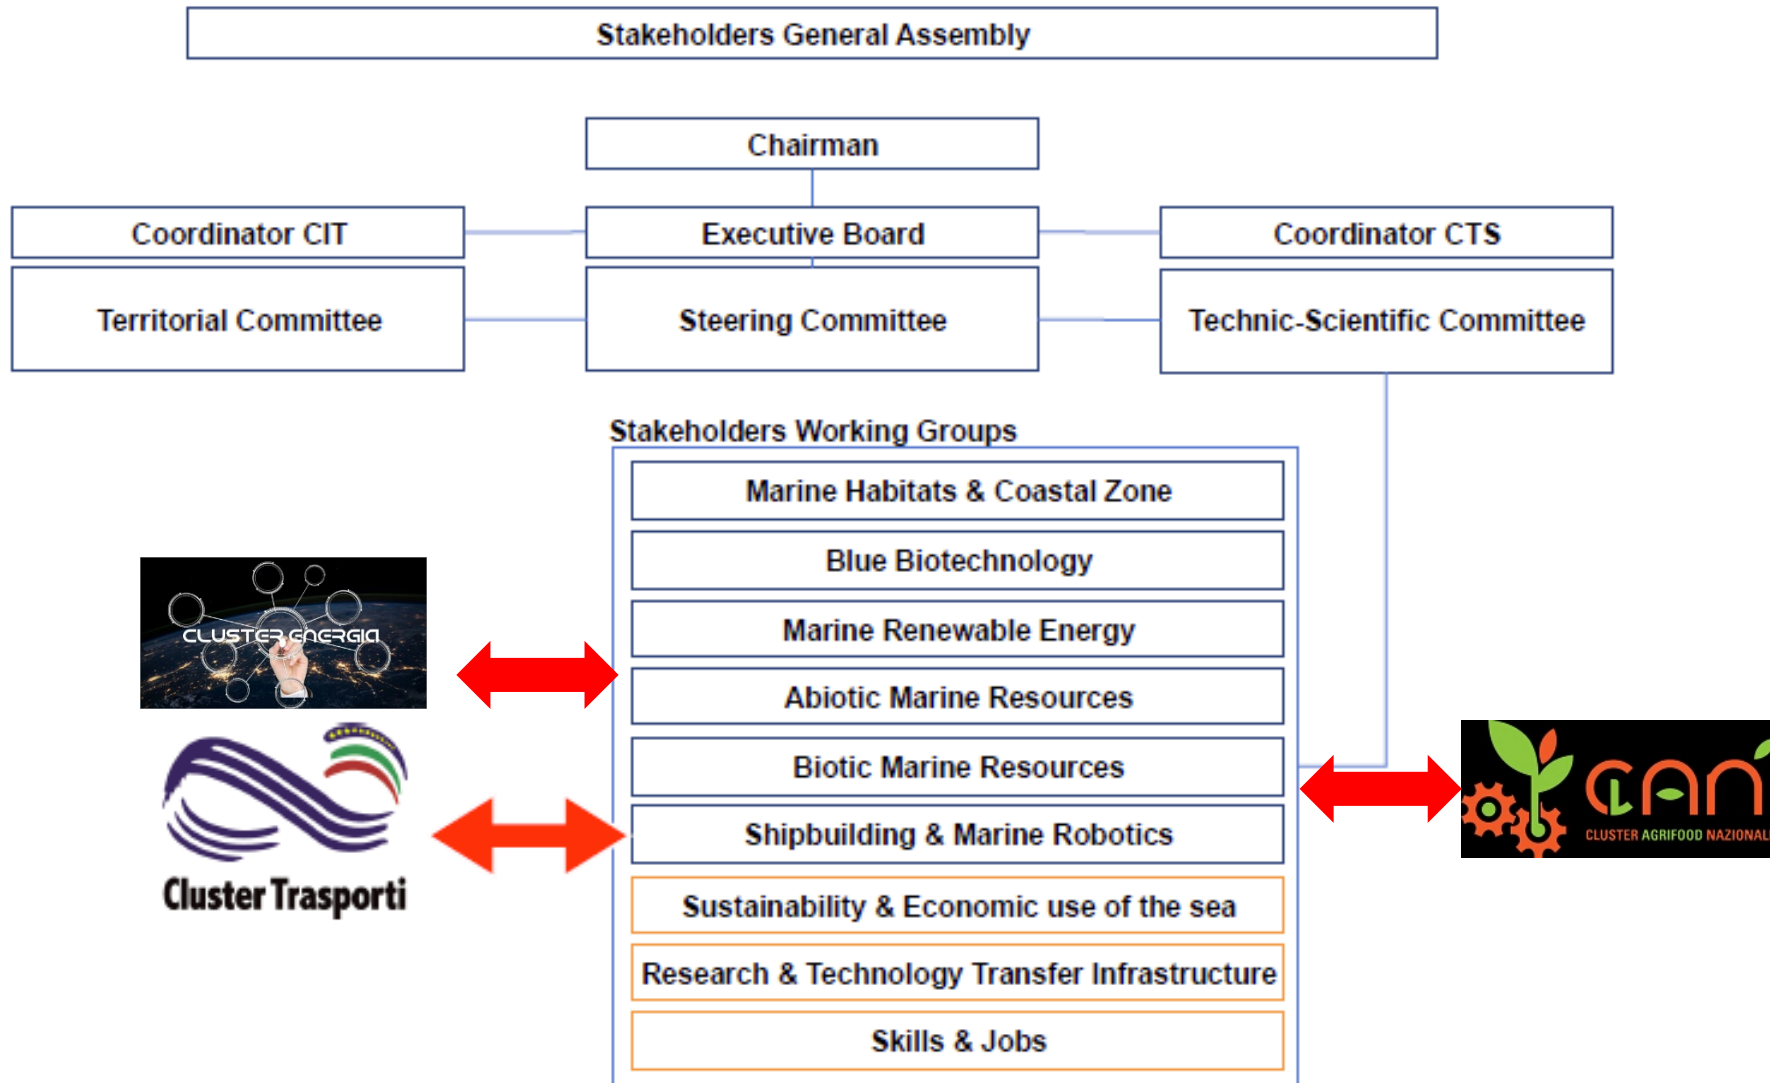 Stakeholders General Assembly
Chairman
Coordinator CIT
Executive Board
Coordinator CTS
Territorial Committee
Steering Committee
Technic-Scientific Committee
Stakeholders Working Groups
Marine Habitats & Coastal Zone
Blue Biotechnology
Marine Renewable Energy
Abiotic Marine Resources
Biotic Marine Resources
Shipbuilding & Marine Robotics
Sustainability & Economic use of the sea
Research & Technology Transfer Infrastructure
Skills & Jobs
CLUSTER ENERGIA
Cluster Trasporti
CLAN
CLUSTER AGRIFOOD NAZIONAL